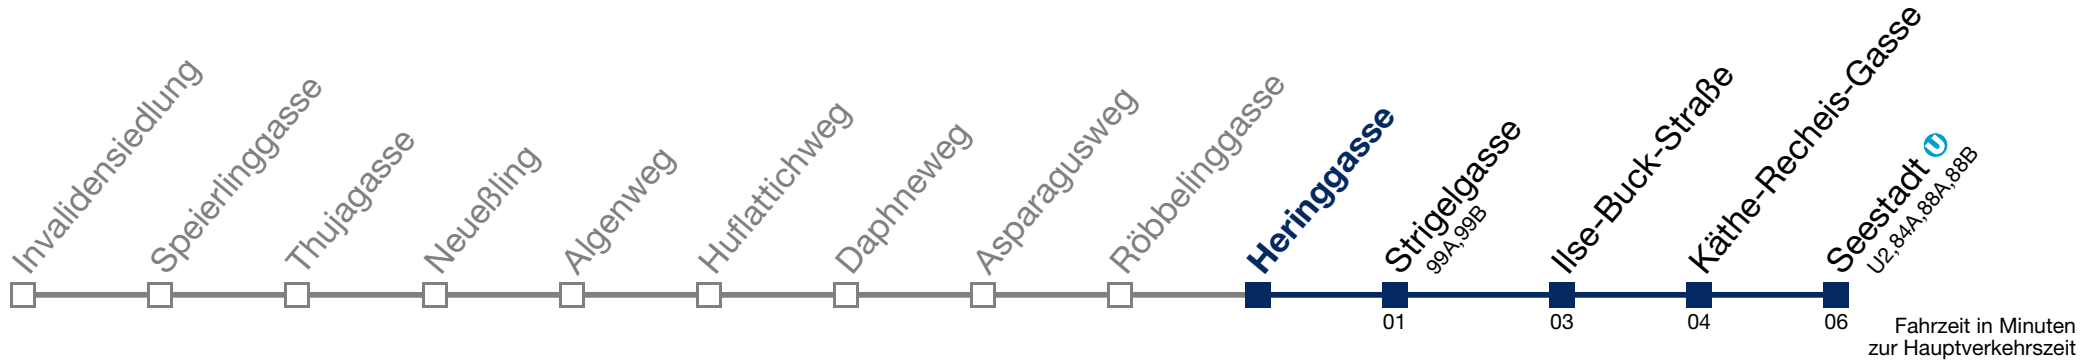 Invalidensiedlung
Speierlinggasse
Thujagasse
Neueßling
Algenweg
Huflattichweg
Daphneweg
Asparagusweg
Röbbelinggasse
Heringgasse
Strigelgasse
99A,99B
Ilse-Buck-Straße
Käthe-Recheis-Gasse
Seestadt U
U2,84A,88A,88B
01
03
04
06
Fahrzeit in Minuten
zur Hauptverkehrszeit